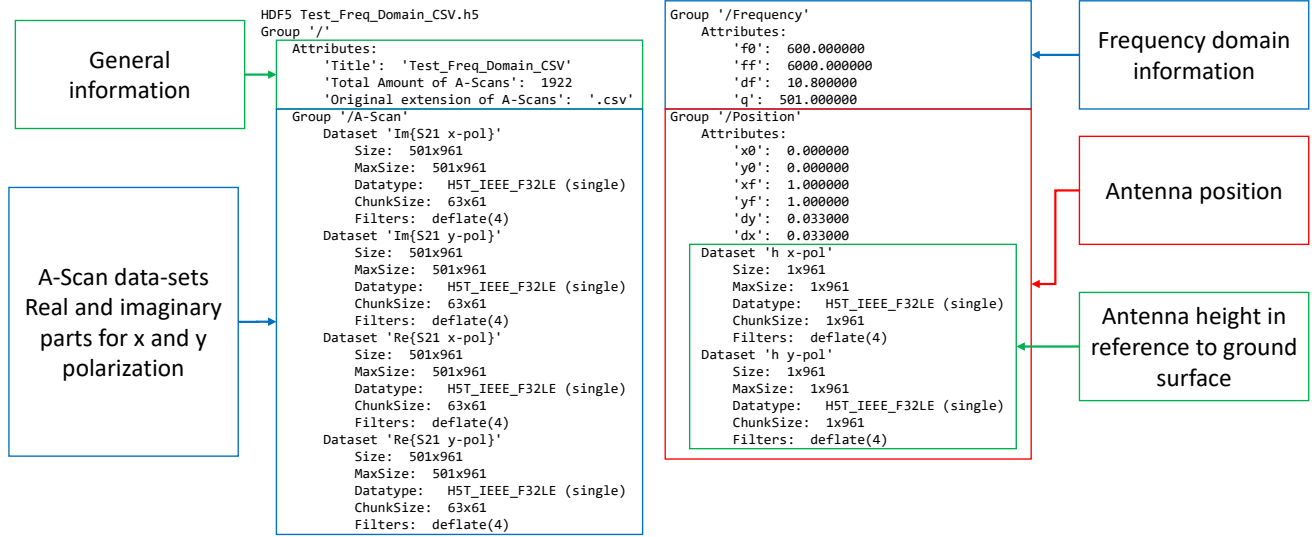 General
information
A-Scan data-sets
Real and imaginary
parts for x and y
polarization
HDF5 Test_Freq_Domain_CSV.h5
Group '/'
Attributes:
'Title':  'Test_Freq_Domain_CSV'
'Total Amount of A-Scans':  1922
'Original extension of A-Scans':  '.csv'
Group '/A-Scan'
Dataset 'Im{S21 x-pol}'
Size:  501x961
MaxSize:  501x961
Datatype:   H5T_IEEE_F32LE (single)
ChunkSize:  63x61
Filters:  deflate(4)
Dataset 'Im{S21 y-pol}'
Size:  501x961
MaxSize:  501x961
Datatype:   H5T_IEEE_F32LE (single)
ChunkSize:  63x61
Filters:  deflate(4)
Dataset 'Re{S21 x-pol}'
Size:  501x961
MaxSize:  501x961
Datatype:   H5T_IEEE_F32LE (single)
ChunkSize:  63x61
Filters:  deflate(4)
Dataset 'Re{S21 y-pol}'
Size:  501x961
MaxSize:  501x961
Datatype:   H5T_IEEE_F32LE (single)
ChunkSize:  63x61
Filters:  deflate(4)
Group '/Frequency'
Attributes:
'f0':  600.000000
'ff':  6000.000000
'df':  10.800000
'q':  501.000000
Group '/Position'
Attributes:
'x0':  0.000000
'y0':  0.000000
'xf':  1.000000
'yf':  1.000000
'dy':  0.033000
'dx':  0.033000
Dataset 'h x-pol'
Size:  1x961
MaxSize:  1x961
Datatype:   H5T_IEEE_F32LE (single)
ChunkSize:  1x961
Filters:  deflate(4)
Dataset 'h y-pol'
Size:  1x961
MaxSize:  1x961
Datatype:   H5T_IEEE_F32LE (single)
ChunkSize:  1x961
Filters:  deflate(4)
Frequency domain
information
Antenna position
Antenna height in
reference to ground
surface